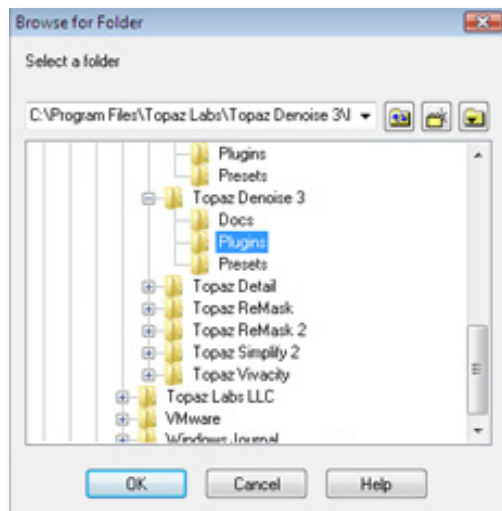 Browse for Folder
Select a folder
C:\Program Files\Topaz Labs\Topaz Denoise 3\
Plugins
Presets
Topaz Denoise 3
Docs
Plugins
Presets
Topaz Detail
Topaz ReMask
Topaz ReMask 2
Topaz Simplify 2
Topaz Vivacity
Topaz Labs LLC
VMware
Windows Journal
OK Cancel Help